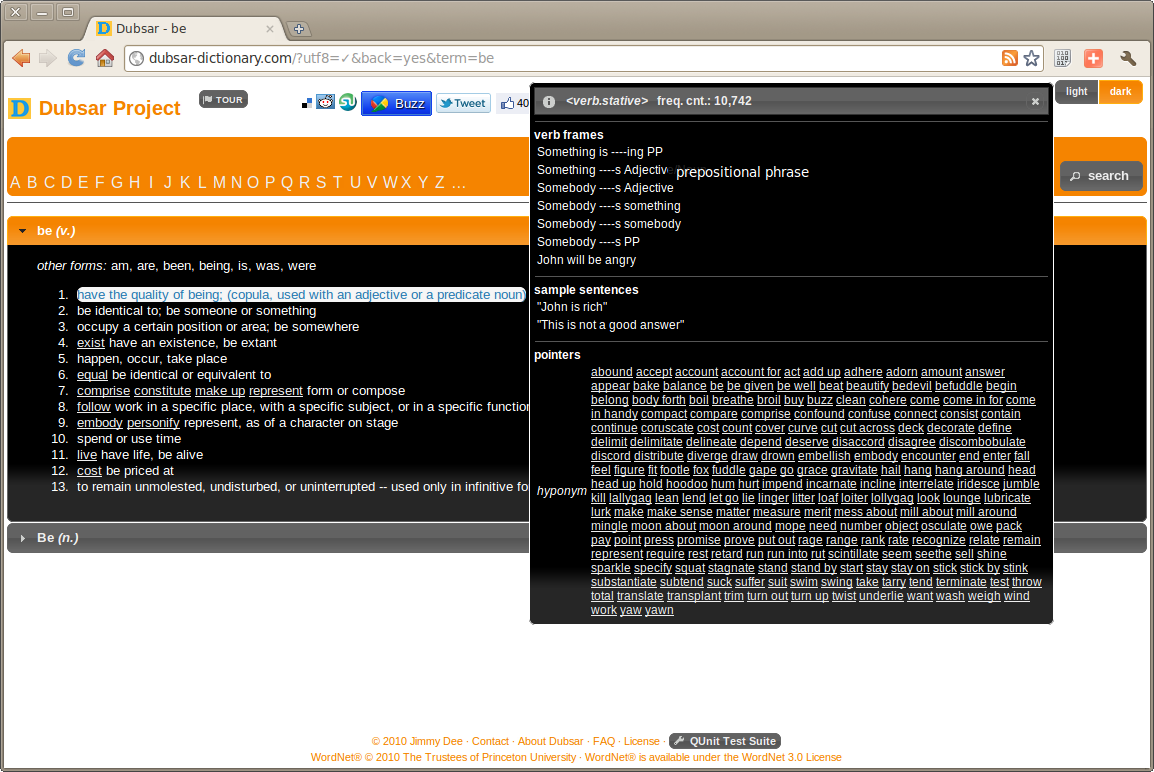 Dubsar - be
dubsar-dictionary.com/?utf8=✓&back=yes&term=be
Dubsar Project
TOUR
Buzz
Tweet
40
light
dark
A B C D E F G H I J K L M N O P Q R S T U V W X Y Z ...
search
be (v.)
other forms: am, are, been, being, is, was, were
1. have the quality of being; (copula, used with an adjective or a predicate noun)
2. be identical to; be someone or something
3. occupy a certain position or area; be somewhere
4. exist have an existence, be extant
5. happen, occur, take place
6. equal be identical or equivalent to
7. comprise constitute make up represent form or compose
8. follow work in a specific place, with a specific subject, or in a specific function
9. embody personify represent, as of a character on stage
10. spend or use time
11. live have life, be alive
12. cost be priced at
13. to remain unmolested, undisturbed, or uninterrupted -- used only in infinitive fo
Be (n.)
<verb.stative> freq. cnt.: 10,742
verb frames
Something is ----ing PP
Something ----s Adjective
prepositional phrase
Somebody ----s Adjective
Somebody ----s something
Somebody ----s somebody
Somebody ----s PP
John will be angry
sample sentences
"John is rich"
"This is not a good answer"
pointers
hyponym
abound accept account account for act add up adhere adorn amount answer
appear bake balance be be given be well beat beautify bedevil befuddle begin
belong body forth boil breathe broil buy buzz clean cohere come come in for come
in handy compact compare comprise confound confuse connect consist contain
continue coruscate cost count cover curve cut cut across deck decorate define
delimit delimitate delineate depend deserve disaccord disagree discombobulate
discord distribute diverge draw drown embellish embody encounter end enter fall
feel figure fit footle fox fuddle gape go grace gravitate hail hang hang around head
head up hold hoodoo hum hurt impend incarnate incline interrelate iridesce jumble
kill lallygag lean lend let go lie linger litter loaf loiter lollygag look lounge lubricate
lurk make make sense matter measure merit mess about mill about mill around
mingle moon about moon around mope need number object osculate owe pack
pay point press promise prove put out rage range rank rate recognize relate remain
represent require rest retard run run into rut scintillate seem seethe sell shine
sparkle specify squat stagnate stand stand by start stay stay on stick stick by stink
substantiate subtend suck suffer suit swim swing take tarry tend terminate test throw
total translate transplant trim turn out turn up twist underlie want wash weigh wind
work yaw yawn
© 2010 Jimmy Dee · Contact · About Dubsar · FAQ · License · QUnit Test Suite
WordNet® © 2010 The Trustees of Princeton University · WordNet® is available under the WordNet 3.0 License